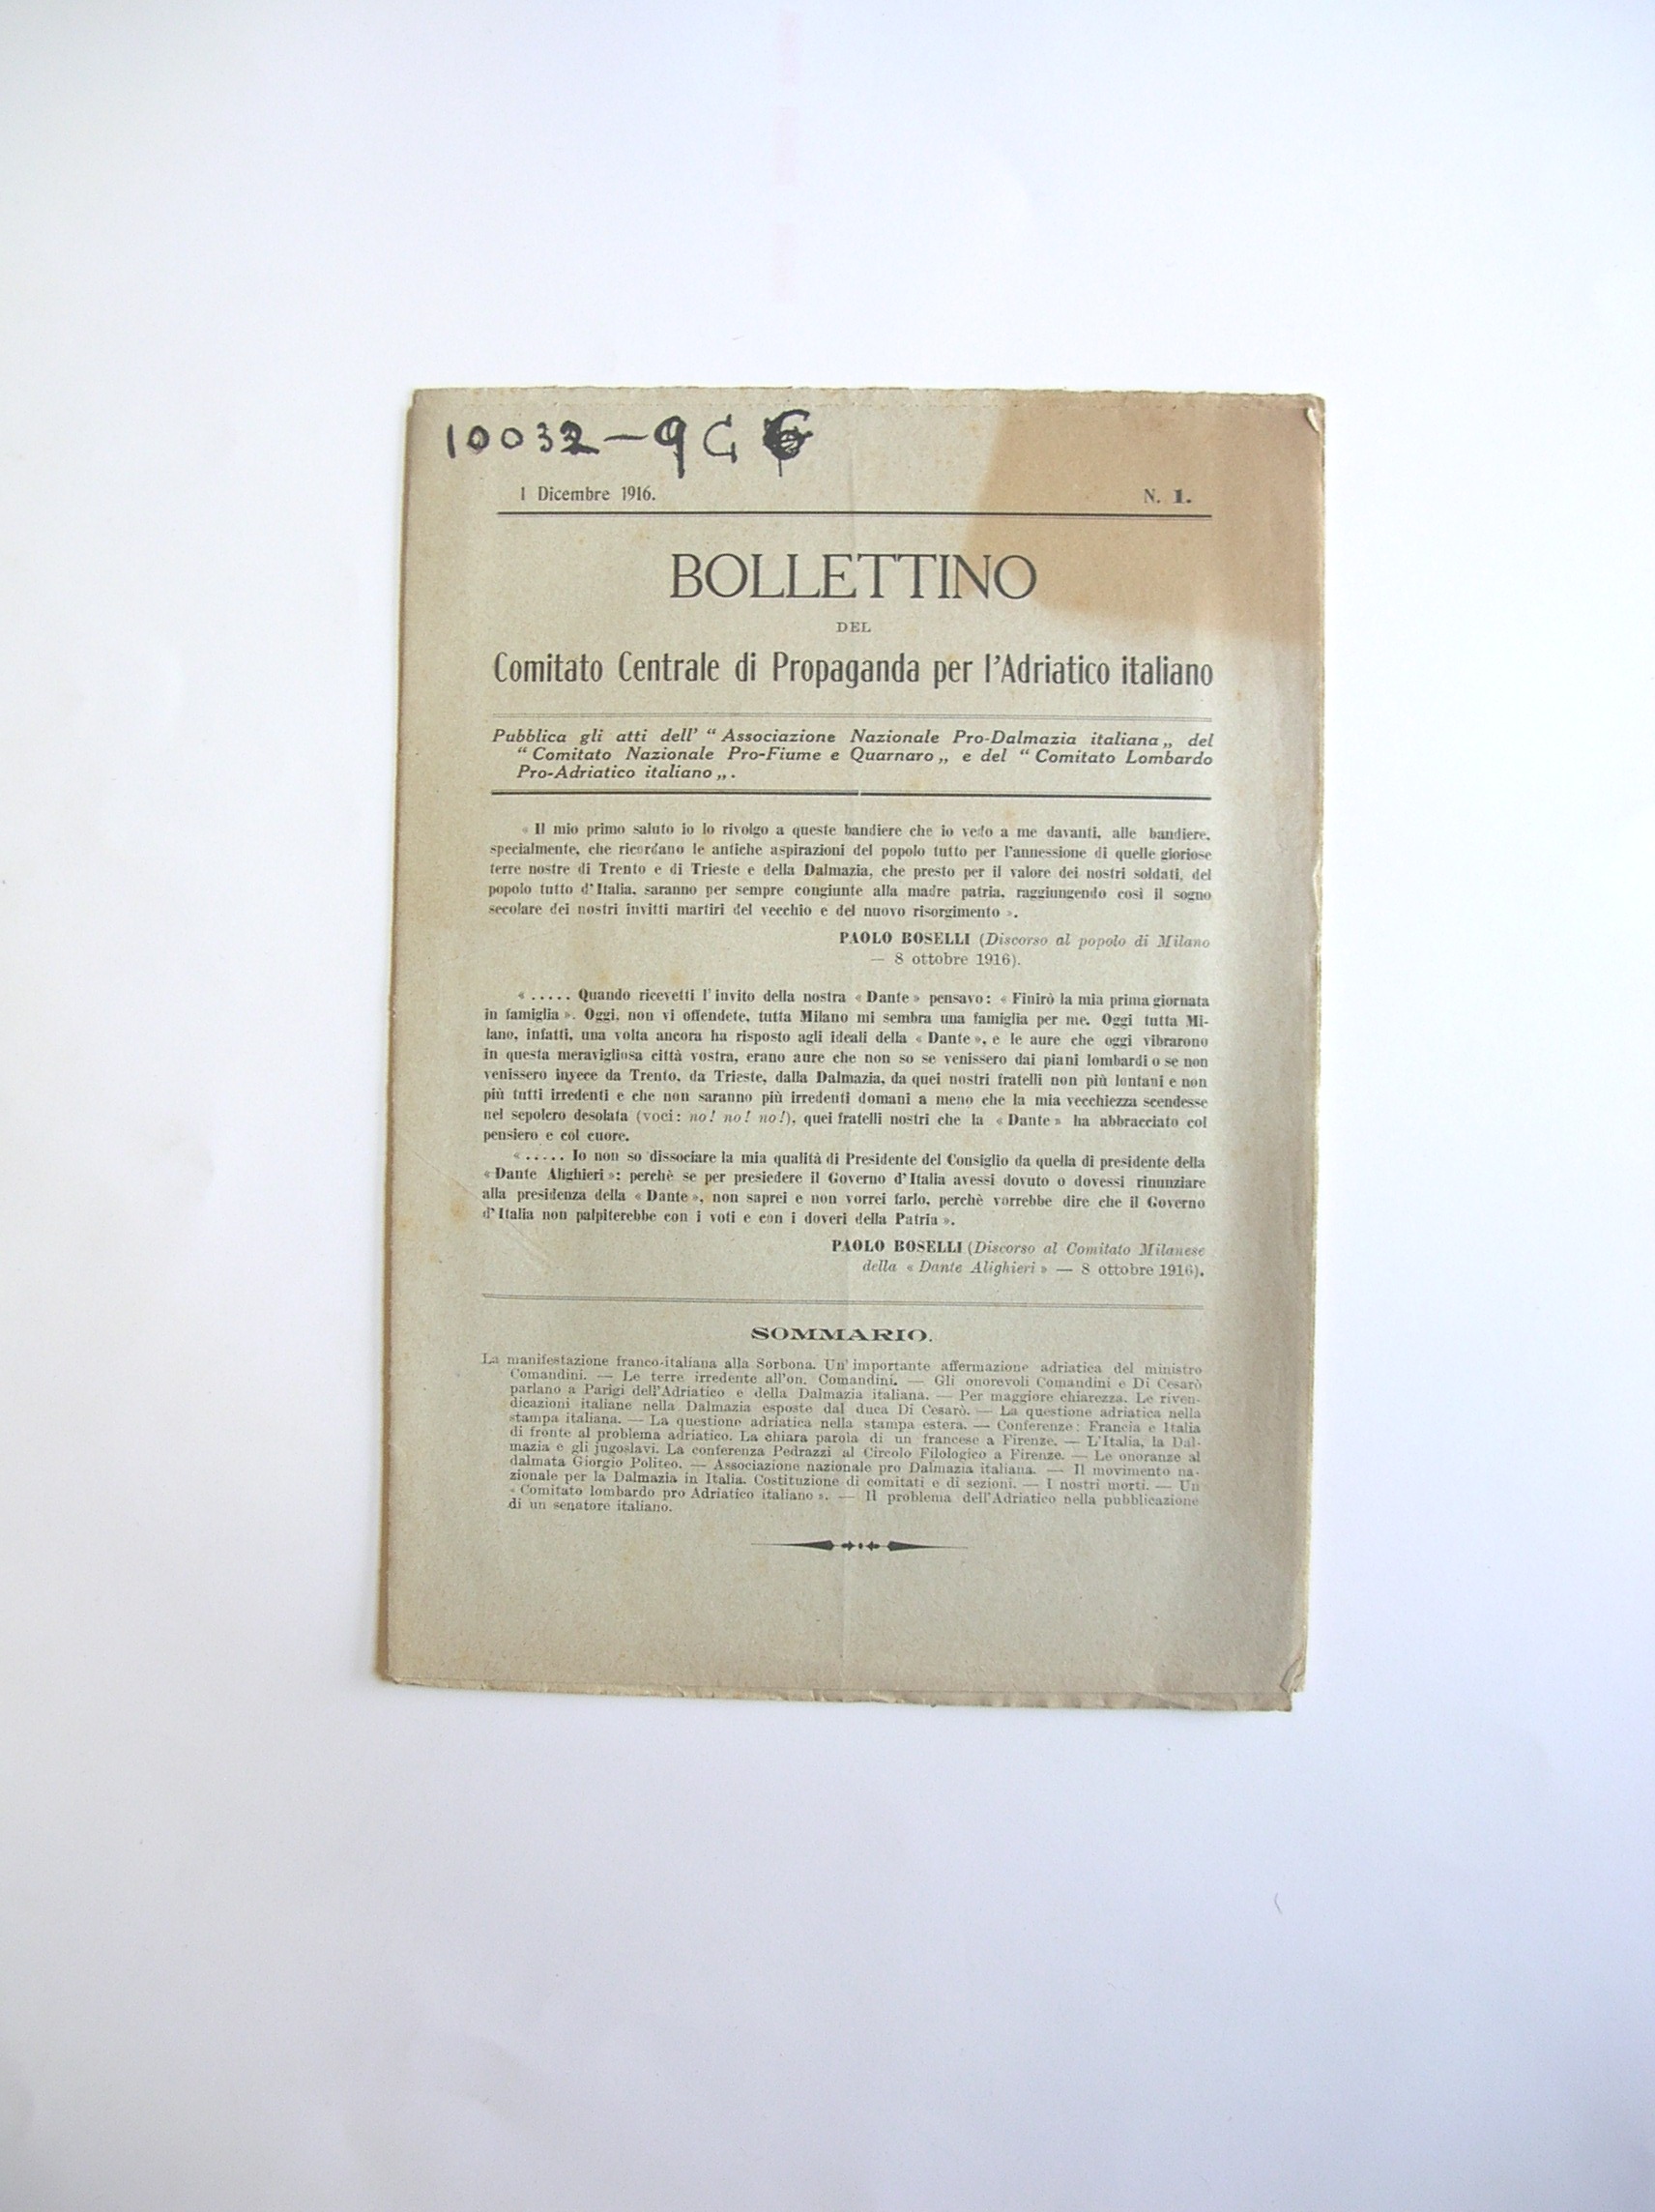 10032-9G
1 Dicembre 1916.
N. 1.
BOLLETTINO
DEL
Comitato Centrale di Propaganda per l'Adriatico italiano
Pubblica gli atti dell' “ Associazione Nazionale Pro-Dalmazia italiana „ del
“ Comitato Nazionale Pro-Fiume e Quarnaro „ e del “ Comitato Lombardo
Pro-Adriatico italiano „.
« Il mio primo saluto io lo rivolgo a queste bandiere che io vedo a me davanti, alle bandiere,
specialmente, che ricordano le antiche aspirazioni del popolo tutto per l'annessione di quelle gloriose
terre nostre di Trento e di Trieste e della Dalmazia, che presto per il valore dei nostri soldati, del
popolo tutto d'Italia, saranno per sempre congiunte alla madre patria, raggiungendo così il sogno
secolare dei nostri invitti martiri del vecchio e del nuovo risorgimento ».
PAOLO BOSELLI (Discorso al popolo di Milano
— 8 ottobre 1916).
« ..... Quando ricevetti l'invito della nostra « Dante » pensavo: « Finirò la mia prima giornata
in famiglia ». Oggi, non vi offendete, tutta Milano mi sembra una famiglia per me. Oggi tutta Mi-
lano, infatti, una volta ancora ha risposto agli ideali della « Dante », e le aure che oggi vibrarono
in questa meravigliosa città vostra, erano aure che non so se venissero dai piani lombardi o se non
venissero invece da Trento, da Trieste, dalla Dalmazia, da quei nostri fratelli non più lontani e non
più tutti irredenti e che non saranno più irredenti domani a meno che la mia vecchiezza scendesse
nel sepolcro desolata (voci: no! no! no!), quei fratelli nostri che la « Dante » ha abbracciato col
pensiero e col cuore.
« ..... Io non so dissociare la mia qualità di Presidente del Consiglio da quella di presidente della
« Dante Alighieri »: perchè se per presiedere il Governo d'Italia avessi dovuto o dovessi rinunziare
alla presidenza della « Dante », non saprei e non vorrei farlo, perchè vorrebbe dire che il Governo
d'Italia non palpiterebbe con i voti e con i doveri della Patria ».
PAOLO BOSELLI (Discorso al Comitato Milanese
della « Dante Alighieri » — 8 ottobre 1916).
SOMMARIO.
La manifestazione franco-italiana alla Sorbona. Un'importante affermazione adriatica del ministro
Comandini. — Le terre irredente all'on. Comandini. — Gli onorevoli Comandini e Di Cesarò
parlano a Parigi dell'Adriatico e della Dalmazia italiana. — Per maggiore chiarezza. Le riven-
dicazioni italiane nella Dalmazia esposte dal duca Di Cesarò. — La questione adriatica nella
stampa italiana. — La questione adriatica nella stampa estera. — Conferenze: Francia e Italia
di fronte al problema adriatico. La chiara parola di un francese a Firenze. — L'Italia, la Dal-
mazia e gli jugoslavi. La conferenza Pedrazzi al Circolo Filologico a Firenze. — Le onoranze al
dalmata Giorgio Politeo. — Associazione nazionale pro Dalmazia italiana. — Il movimento na-
zionale per la Dalmazia in Italia. Costituzione di comitati e di sezioni. — I nostri morti. — Un
« Comitato lombardo pro Adriatico italiano ». — Il problema dell'Adriatico nella pubblicazione
di un senatore italiano.